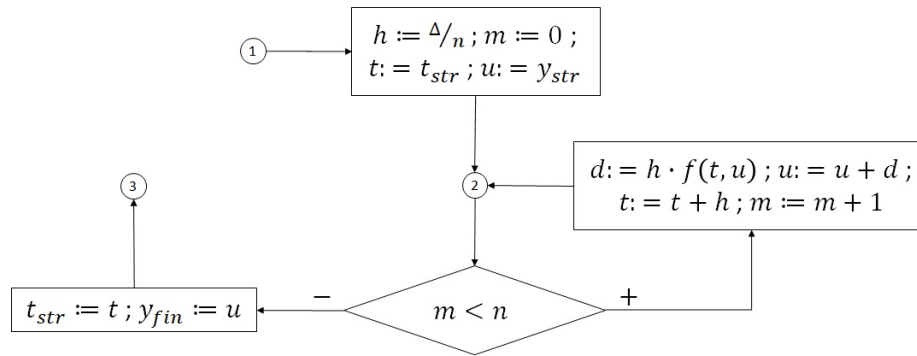 1
h := Δ/n ; m := 0 ;
t: = t_str ; u: = y_str
d: = h · f(t, u) ; u: = u + d ;
t: = t + h ; m := m + 1
2
3
m < n
−
+
t_str := t ; y_fin := u